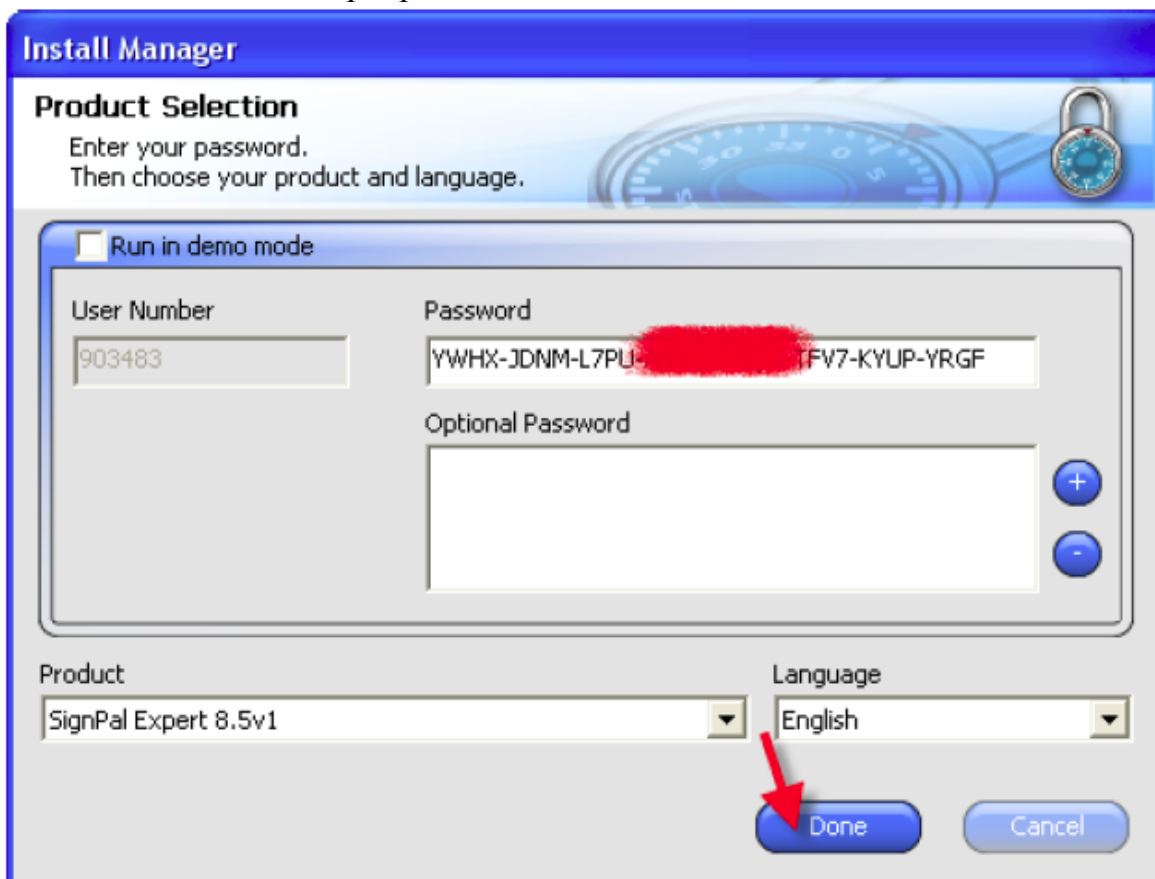 Install Manager
Product Selection
Enter your password.
Then choose your product and language.
Run in demo mode
User Number
Password
903483
YWHX-JDNM-L7PU- FV7-KYUP-YRGF
Optional Password
+
-
Product
Language
SignPal Expert 8.5v1
English
Done
Cancel